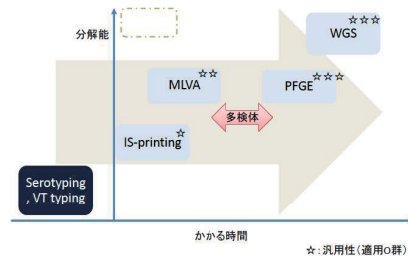 分解能
WGS ☆☆☆
MLVA ☆☆
PFGE ☆☆☆
多検体
IS-printing ☆
Serotyping
, VT typing
かかる時間
☆:汎用性(適用O群)